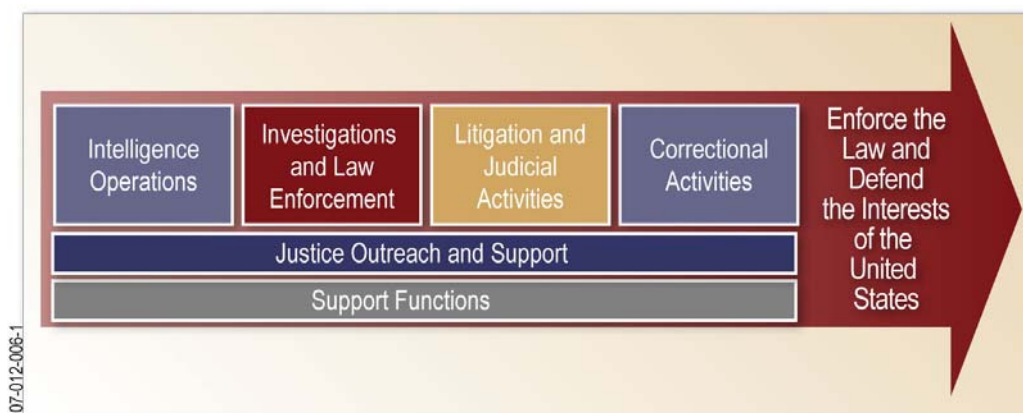 Intelligence
Operations
Investigations
and Law
Enforcement
Litigation and
Judicial
Activities
Correctional
Activities
Justice Outreach and Support
Support Functions
Enforce the
Law and
Defend
the Interests
of the
United
States
07-012-006-1